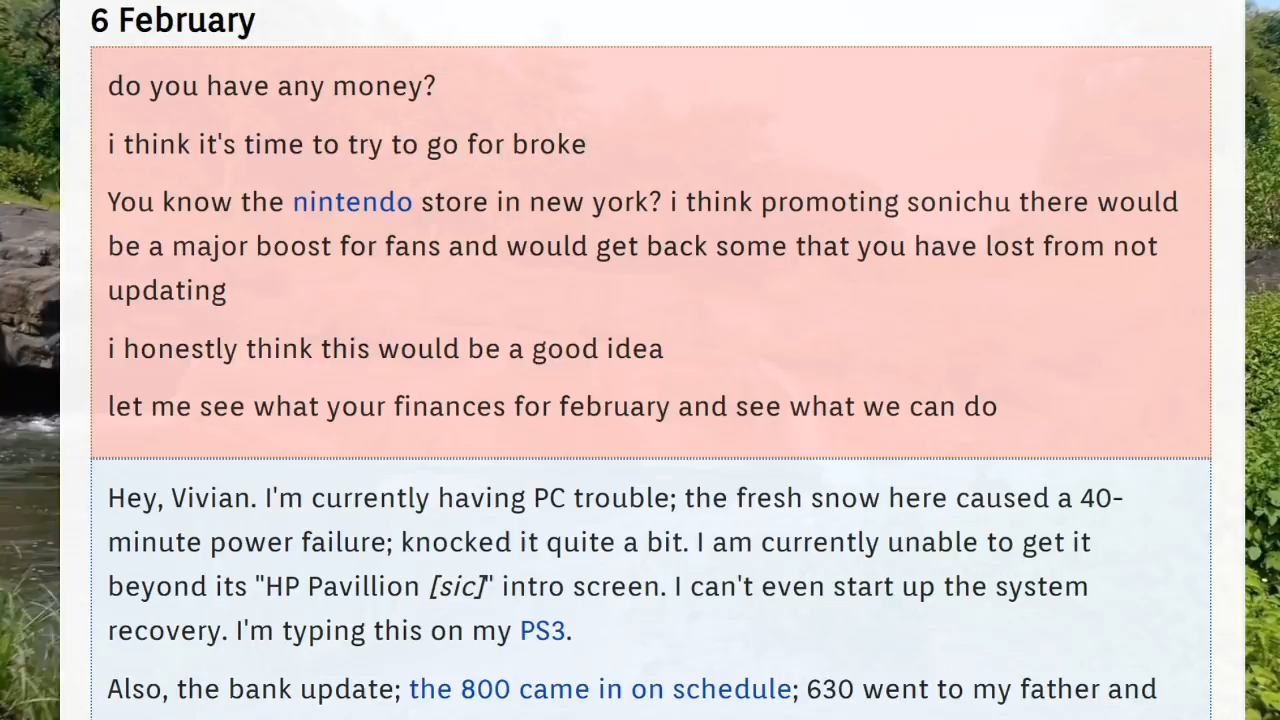 6 February
do you have any money?
i think it's time to try to go for broke
You know the nintendo store in new york? i think promoting sonichu there would
be a major boost for fans and would get back some that you have lost from not
updating
i honestly think this would be a good idea
let me see what your finances for february and see what we can do
Hey, Vivian. I'm currently having PC trouble; the fresh snow here caused a 40-
minute power failure; knocked it quite a bit. I am currently unable to get it
beyond its "HP Pavillion [sic]" intro screen. I can't even start up the system
recovery. I'm typing this on my PS3.
Also, the bank update; the 800 came in on schedule; 630 went to my father and